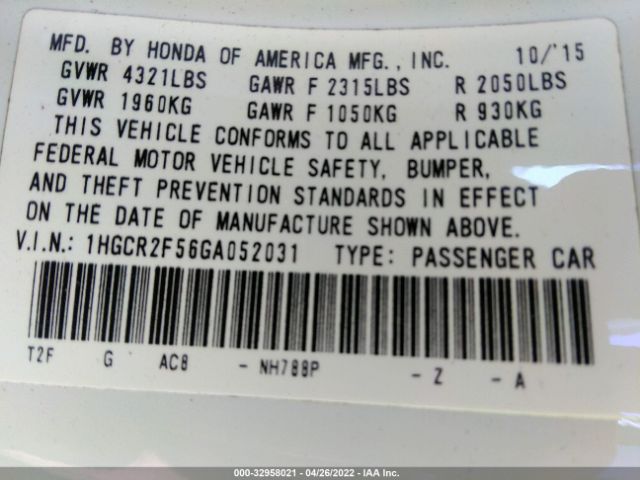 MFD. BY HONDA OF AMERICA MFG., INC. 10/'15
GVWR 4321LBS GAWR F 2315LBS R 2050LBS
GVWR 1960KG GAWR F 1050KG R 930KG
THIS VEHICLE CONFORMS TO ALL APPLICABLE
FEDERAL MOTOR VEHICLE SAFETY, BUMPER,
AND THEFT PREVENTION STANDARDS IN EFFECT
ON THE DATE OF MANUFACTURE SHOWN ABOVE.
V.I.N.: 1HGCR2F56GA052031 TYPE: PASSENGER CAR
T2F G AC8 - NH788P - Z - A
000-32958021 - 04/26/2022 - IAA Inc.